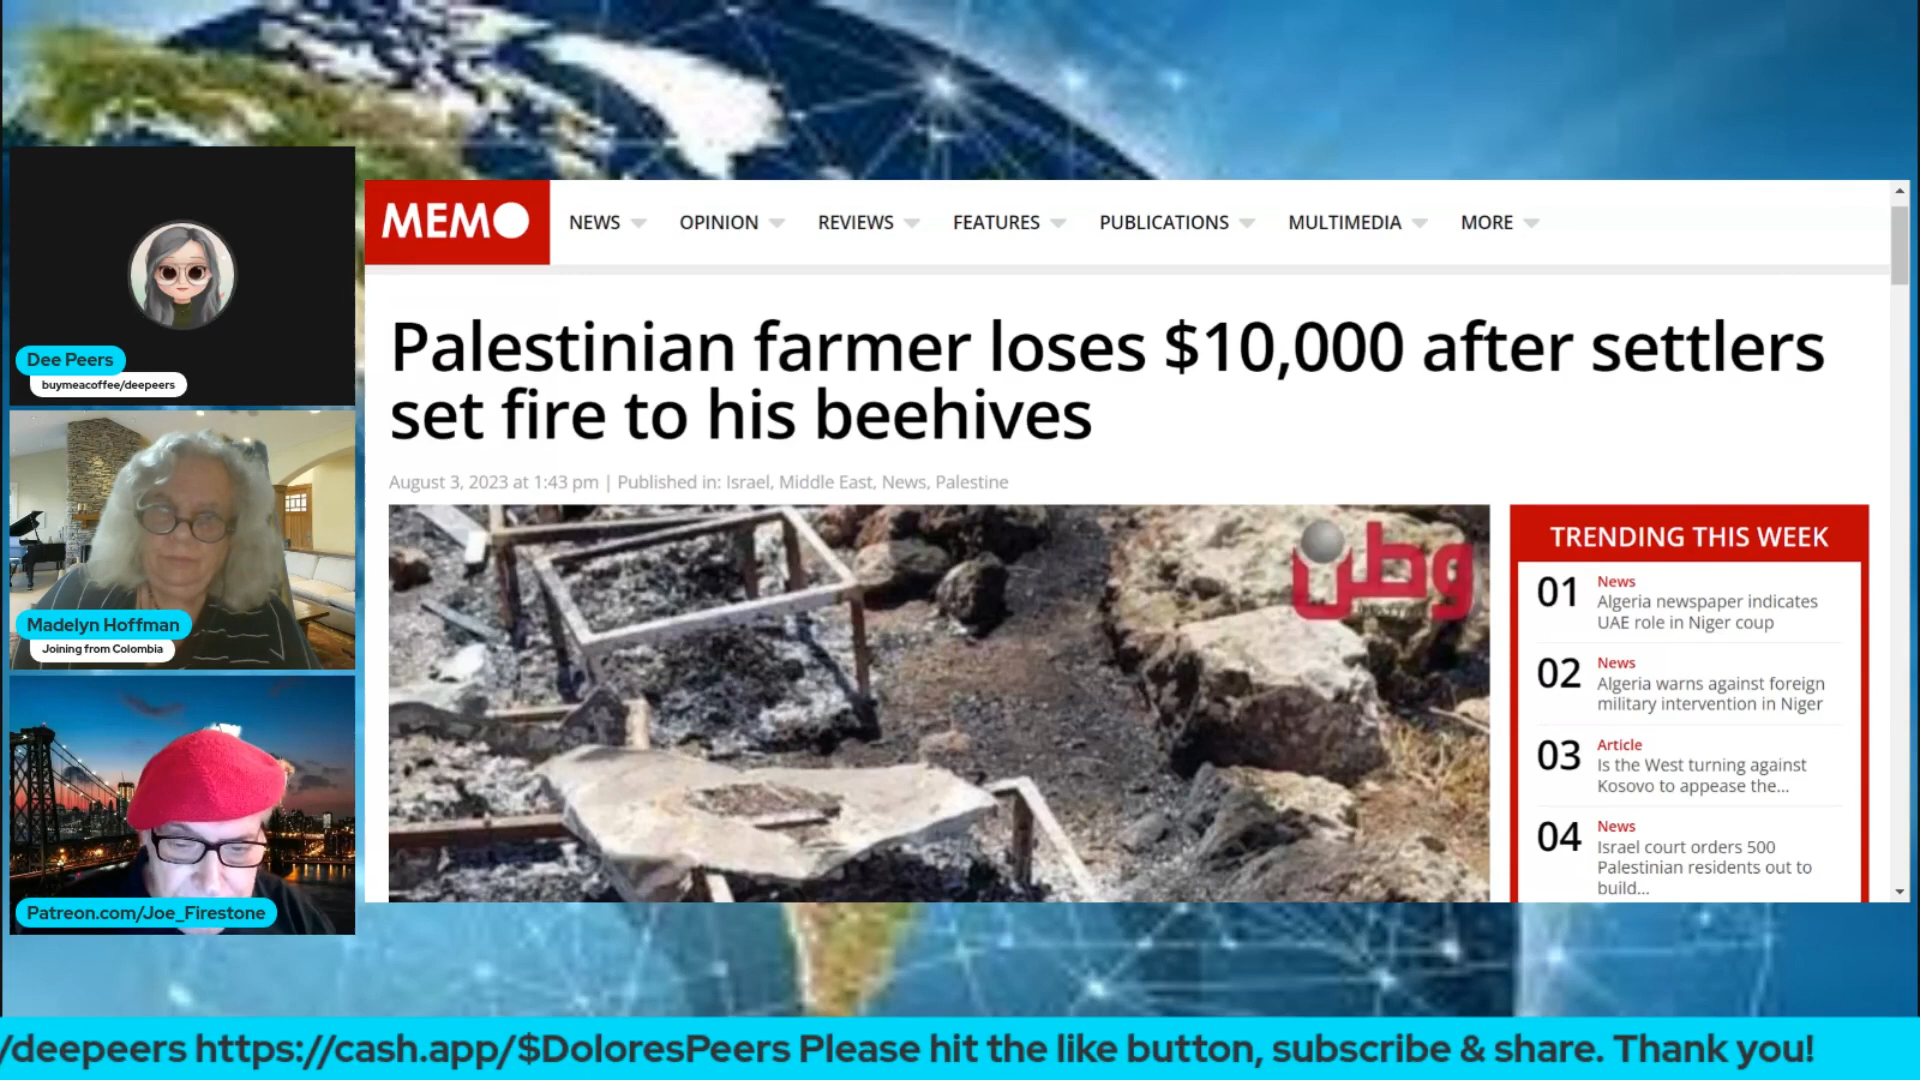 Dee Peers
buymeacoffee/deepeers
Madelyn Hoffman
Joining from Colombia
Patreon.com/Joe_Firestone
MEMO
NEWS OPINION REVIEWS FEATURES PUBLICATIONS MULTIMEDIA MORE
Palestinian farmer loses $10,000 after settlers
set fire to his beehives
August 3, 2023 at 1:43 pm | Published in: Israel, Middle East, News, Palestine
وطن
TRENDING THIS WEEK
01 News
Algeria newspaper indicates
UAE role in Niger coup
02 News
Algeria warns against foreign
military intervention in Niger
03 Article
Is the West turning against
Kosovo to appease the...
04 News
Israel court orders 500
Palestinian residents out to
build...
/deepeers https://cash.app/$DoloresPeers Please hit the like button, subscribe & share. Thank you!